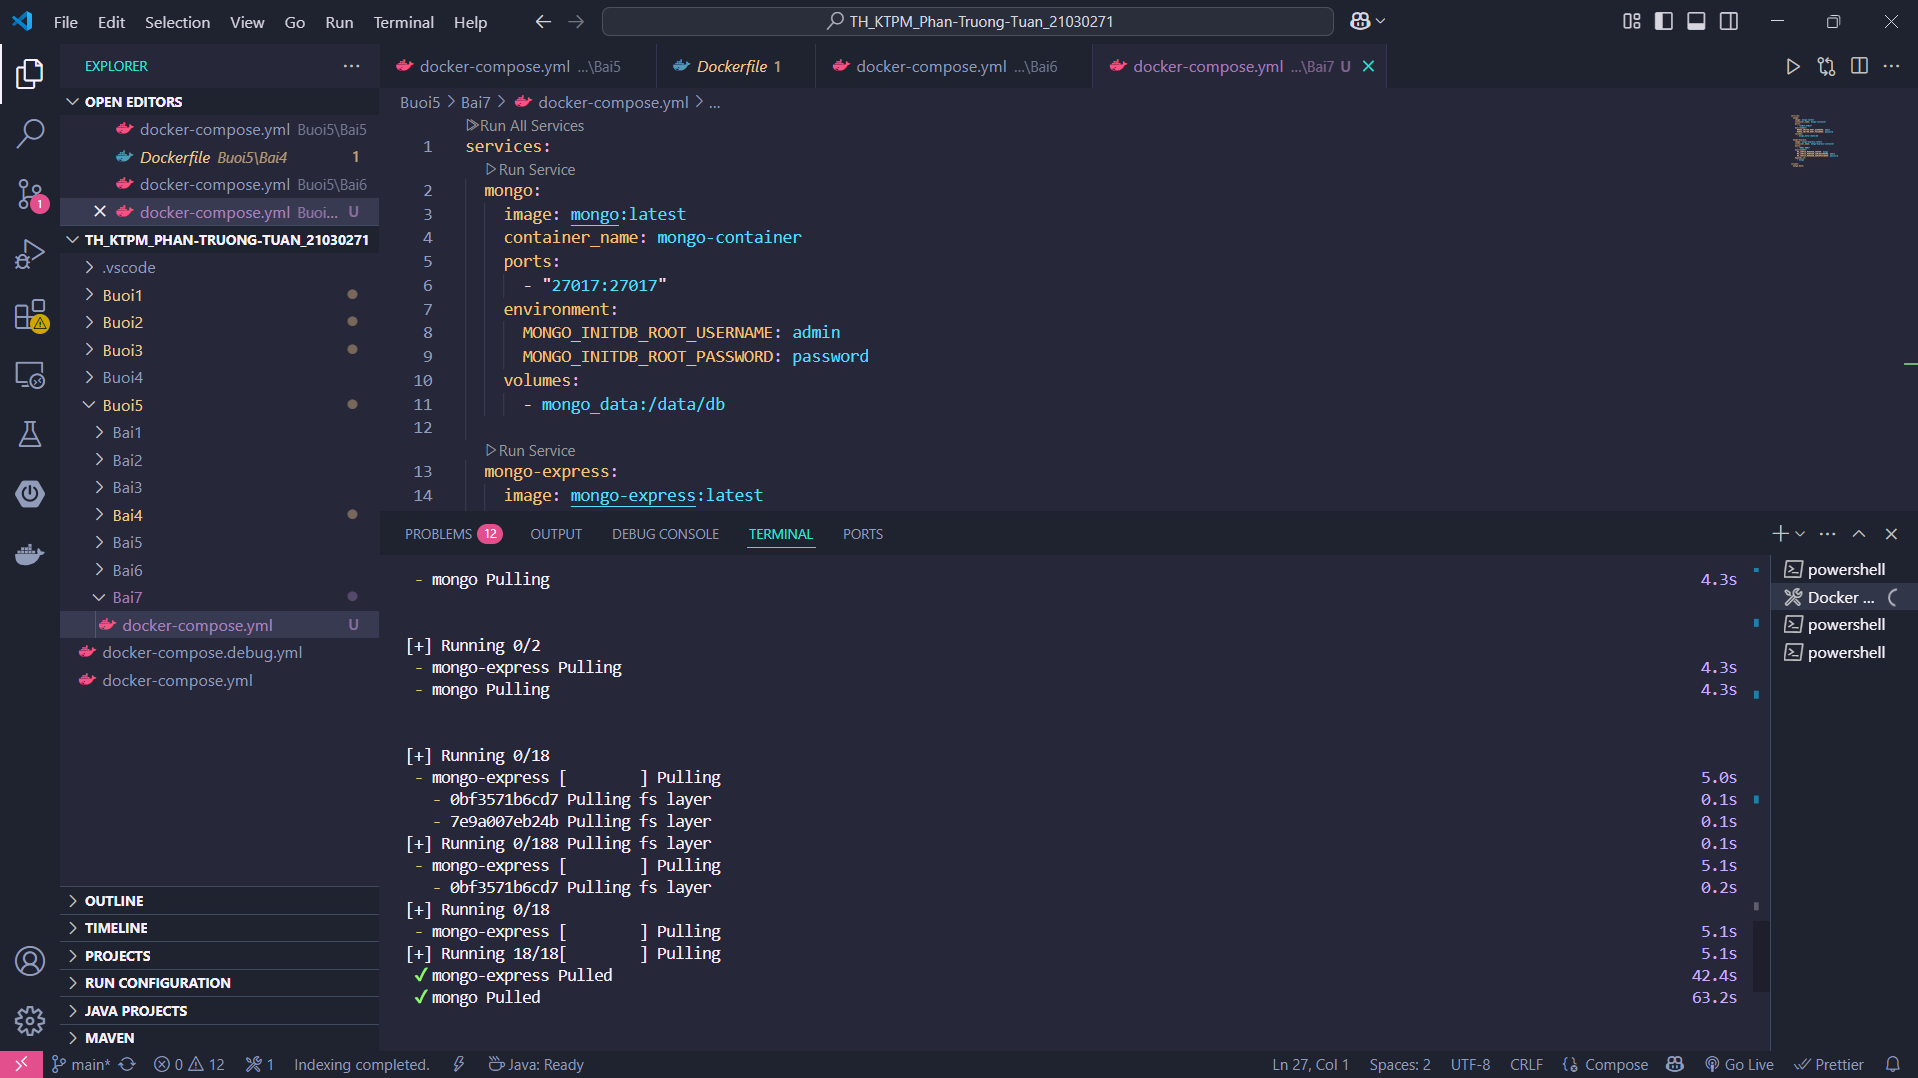 File Edit Selection View Go Run Terminal Help
TH_KTPM_Phan-Truong-Tuan_21030271
EXPLORER
OPEN EDITORS
docker-compose.yml Buoi5\Bai5
Dockerfile Buoi5\Bai4 1
docker-compose.yml Buoi5\Bai6
docker-compose.yml Buoi... U
TH_KTPM_PHAN-TRUONG-TUAN_21030271
.vscode
Buoi1
Buoi2
Buoi3
Buoi4
Buoi5
Bai1
Bai2
Bai3
Bai4
Bai5
Bai6
Bai7
docker-compose.yml U
docker-compose.debug.yml
docker-compose.yml
OUTLINE
TIMELINE
PROJECTS
RUN CONFIGURATION
JAVA PROJECTS
MAVEN
1
docker-compose.yml ...\Bai5
Dockerfile 1
docker-compose.yml ...\Bai6
docker-compose.yml ...\Bai7 U
Buoi5 > Bai7 > docker-compose.yml > ...
Run All Services
1 services:
Run Service
2 mongo:
3 image: mongo:latest
4 container_name: mongo-container
5 ports:
6 - "27017:27017"
7 environment:
8 MONGO_INITDB_ROOT_USERNAME: admin
9 MONGO_INITDB_ROOT_PASSWORD: password
10 volumes:
11 - mongo_data:/data/db
12
Run Service
13 mongo-express:
14 image: mongo-express:latest
PROBLEMS 12 OUTPUT DEBUG CONSOLE TERMINAL PORTS
- mongo Pulling 4.3s
[+] Running 0/2
- mongo-express Pulling 4.3s
- mongo Pulling 4.3s
[+] Running 0/18
- mongo-express [ ] Pulling 5.0s
- 0bf3571b6cd7 Pulling fs layer 0.1s
- 7e9a007eb24b Pulling fs layer 0.1s
[+] Running 0/188 Pulling fs layer 0.1s
- mongo-express [ ] Pulling 5.1s
- 0bf3571b6cd7 Pulling fs layer 0.2s
[+] Running 0/18
- mongo-express [ ] Pulling 5.1s
[+] Running 18/18[ ] Pulling 5.1s
✓ mongo-express Pulled 42.4s
✓ mongo Pulled 63.2s
powershell
Docker ...
powershell
powershell
main* 0 12 1 Indexing completed. Java: Ready Ln 27, Col 1 Spaces: 2 UTF-8 CRLF Compose Go Live Prettier